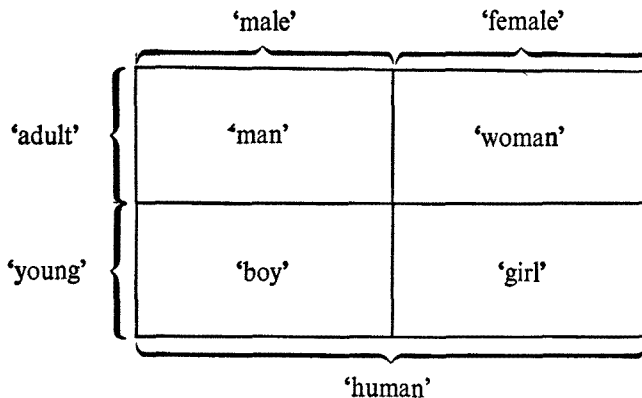 ‘male’ ‘female’
‘adult’ ‘man’ ‘woman’
‘young’ ‘boy’ ‘girl’
‘human’